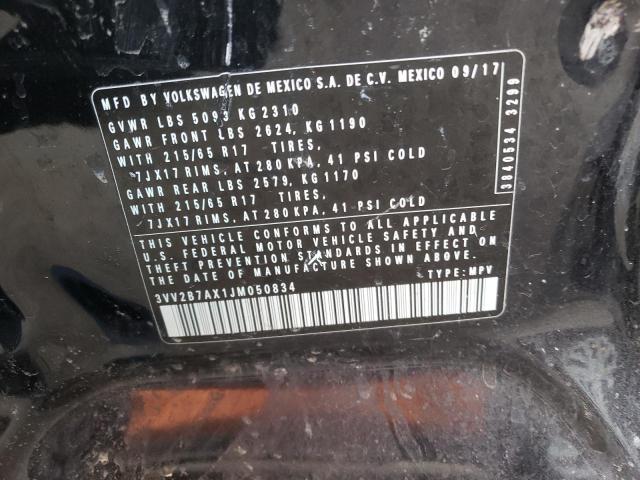 MFD BY VOLKSWAGEN DE MEXICO S.A. DE C.V. MEXICO 09/17
GVWR LBS 5093 KG 2310
GAWR FRONT LBS 2624, KG 1190
WITH 215/65 R17 TIRES,
7JX17 RIMS, AT 280 KPA, 41 PSI COLD
GAWR REAR LBS 2579, KG 1170
WITH 215/65 R17 TIRES,
7JX17 RIMS, AT 280 KPA, 41 PSI COLD
THIS VEHICLE CONFORMS TO ALL APPLICABLE
U.S. FEDERAL MOTOR VEHICLE SAFETY AND
THEFT PREVENTION STANDARDS IN EFFECT ON
THE DATE OF MANUFACTURE SHOWN ABOVE.
3VV2B7AX1JM050834 TYPE: MPV
3840534 3299